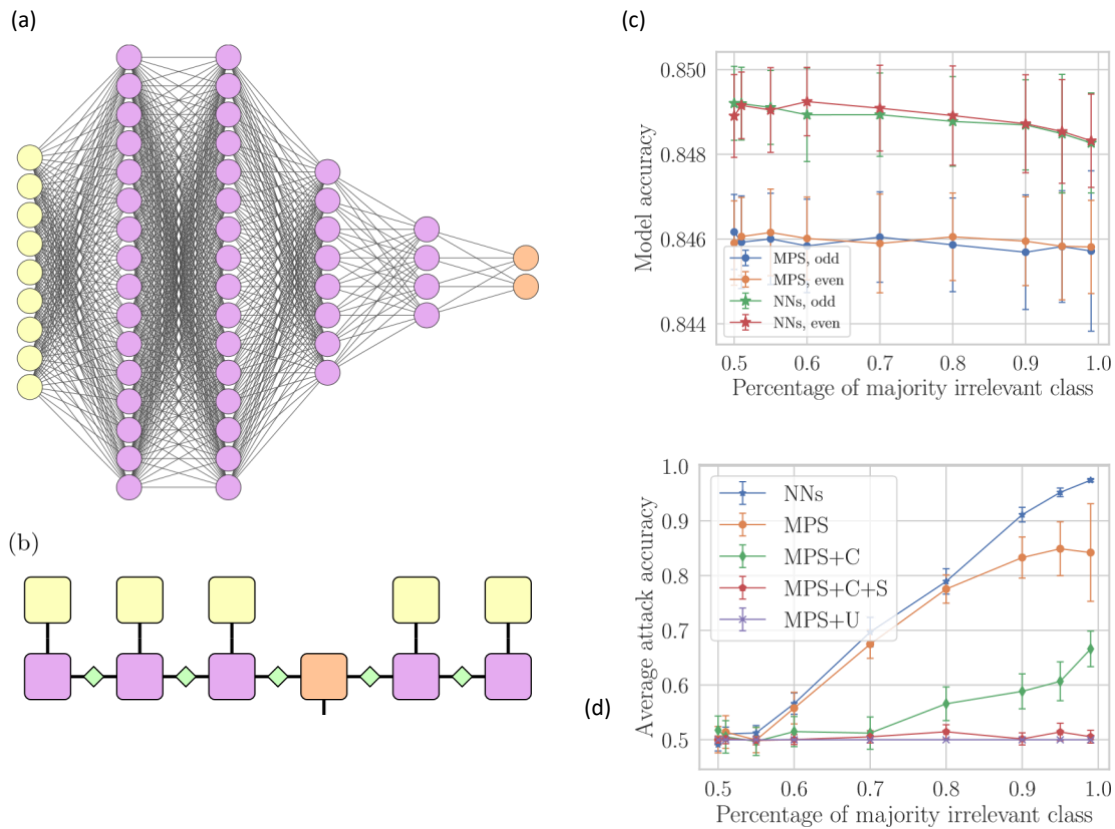 (a)
(b)
(c)
0.850
0.848
0.846
0.844
Model accuracy
MPS, odd
MPS, even
NNs, odd
NNs, even
0.5 0.6 0.7 0.8 0.9 1.0
Percentage of majority irrelevant class
(d)
1.0
0.9
0.8
0.7
0.6
0.5
Average attack accuracy
NNs
MPS
MPS+C
MPS+C+S
MPS+U
0.5 0.6 0.7 0.8 0.9 1.0
Percentage of majority irrelevant class